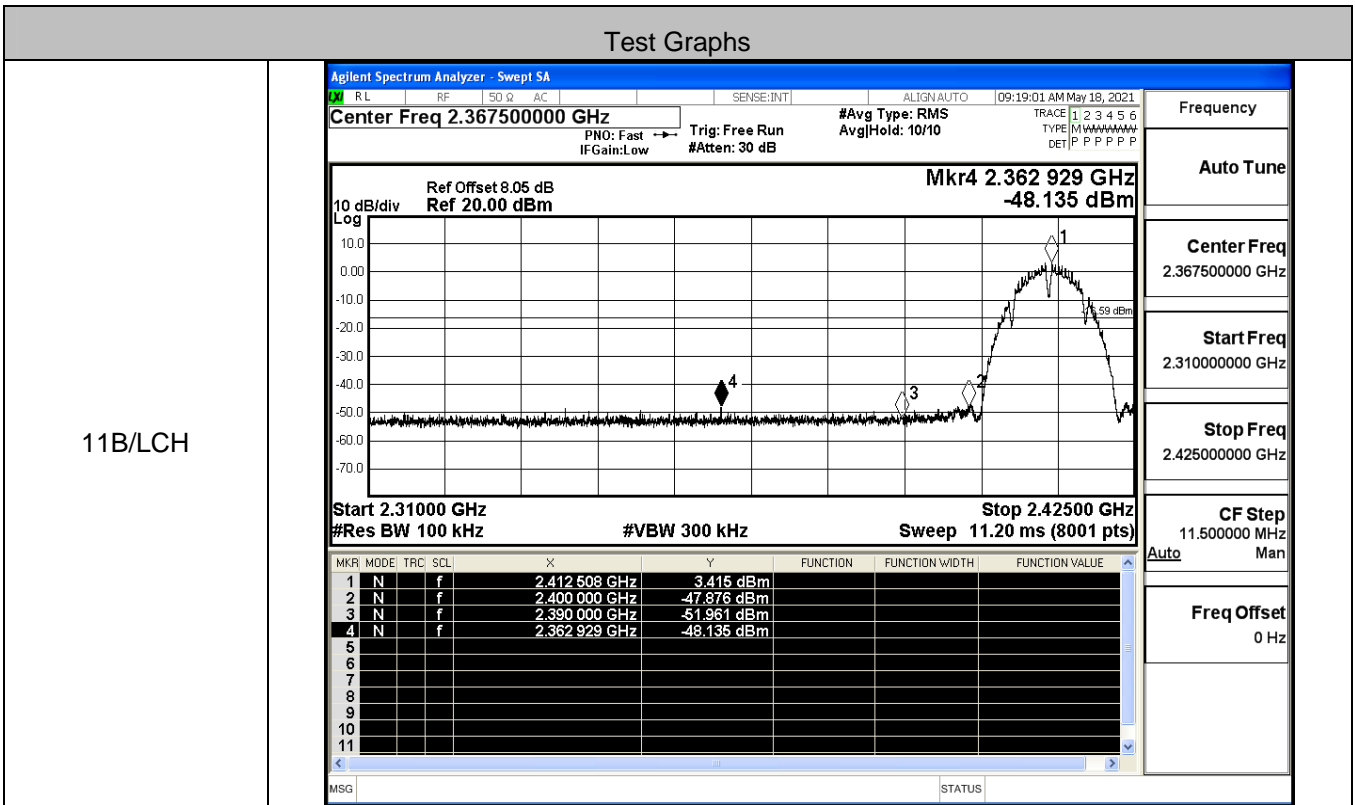 Test Graphs
11B/LCH
Agilent Spectrum Analyzer - Swept SA
LXI RL RF 50 Ω AC SENSE:INT ALIGN AUTO 09:19:01 AM May 18, 2021
Center Freq 2.367500000 GHz
PNO: Fast
IFGain:Low
Trig: Free Run
#Atten: 30 dB
#Avg Type: RMS
Avg|Hold: 10/10
TRACE 1 2 3 4 5 6
TYPE M
DET P P P P P P
Mkr4 2.362 929 GHz
-48.135 dBm
Ref Offset 8.05 dB
10 dB/div Ref 20.00 dBm
Log
10.0
0.00
-10.0
-20.0
-30.0
-40.0
-50.0
-60.0
-70.0
1
2
3
4
Start 2.31000 GHz Stop 2.42500 GHz
#Res BW 100 kHz #VBW 300 kHz Sweep 11.20 ms (8001 pts)
MKR MODE TRC SCL X Y FUNCTION FUNCTION WIDTH FUNCTION VALUE
1 N f 2.412 508 GHz 3.415 dBm
2 N f 2.400 000 GHz -47.876 dBm
3 N f 2.390 000 GHz -51.961 dBm
4 N f 2.362 929 GHz -48.135 dBm
5
6
7
8
9
10
11
MSG STATUS
Frequency
Auto Tune
Center Freq
2.367500000 GHz
Start Freq
2.310000000 GHz
Stop Freq
2.425000000 GHz
CF Step
11.500000 MHz
Auto Man
Freq Offset
0 Hz